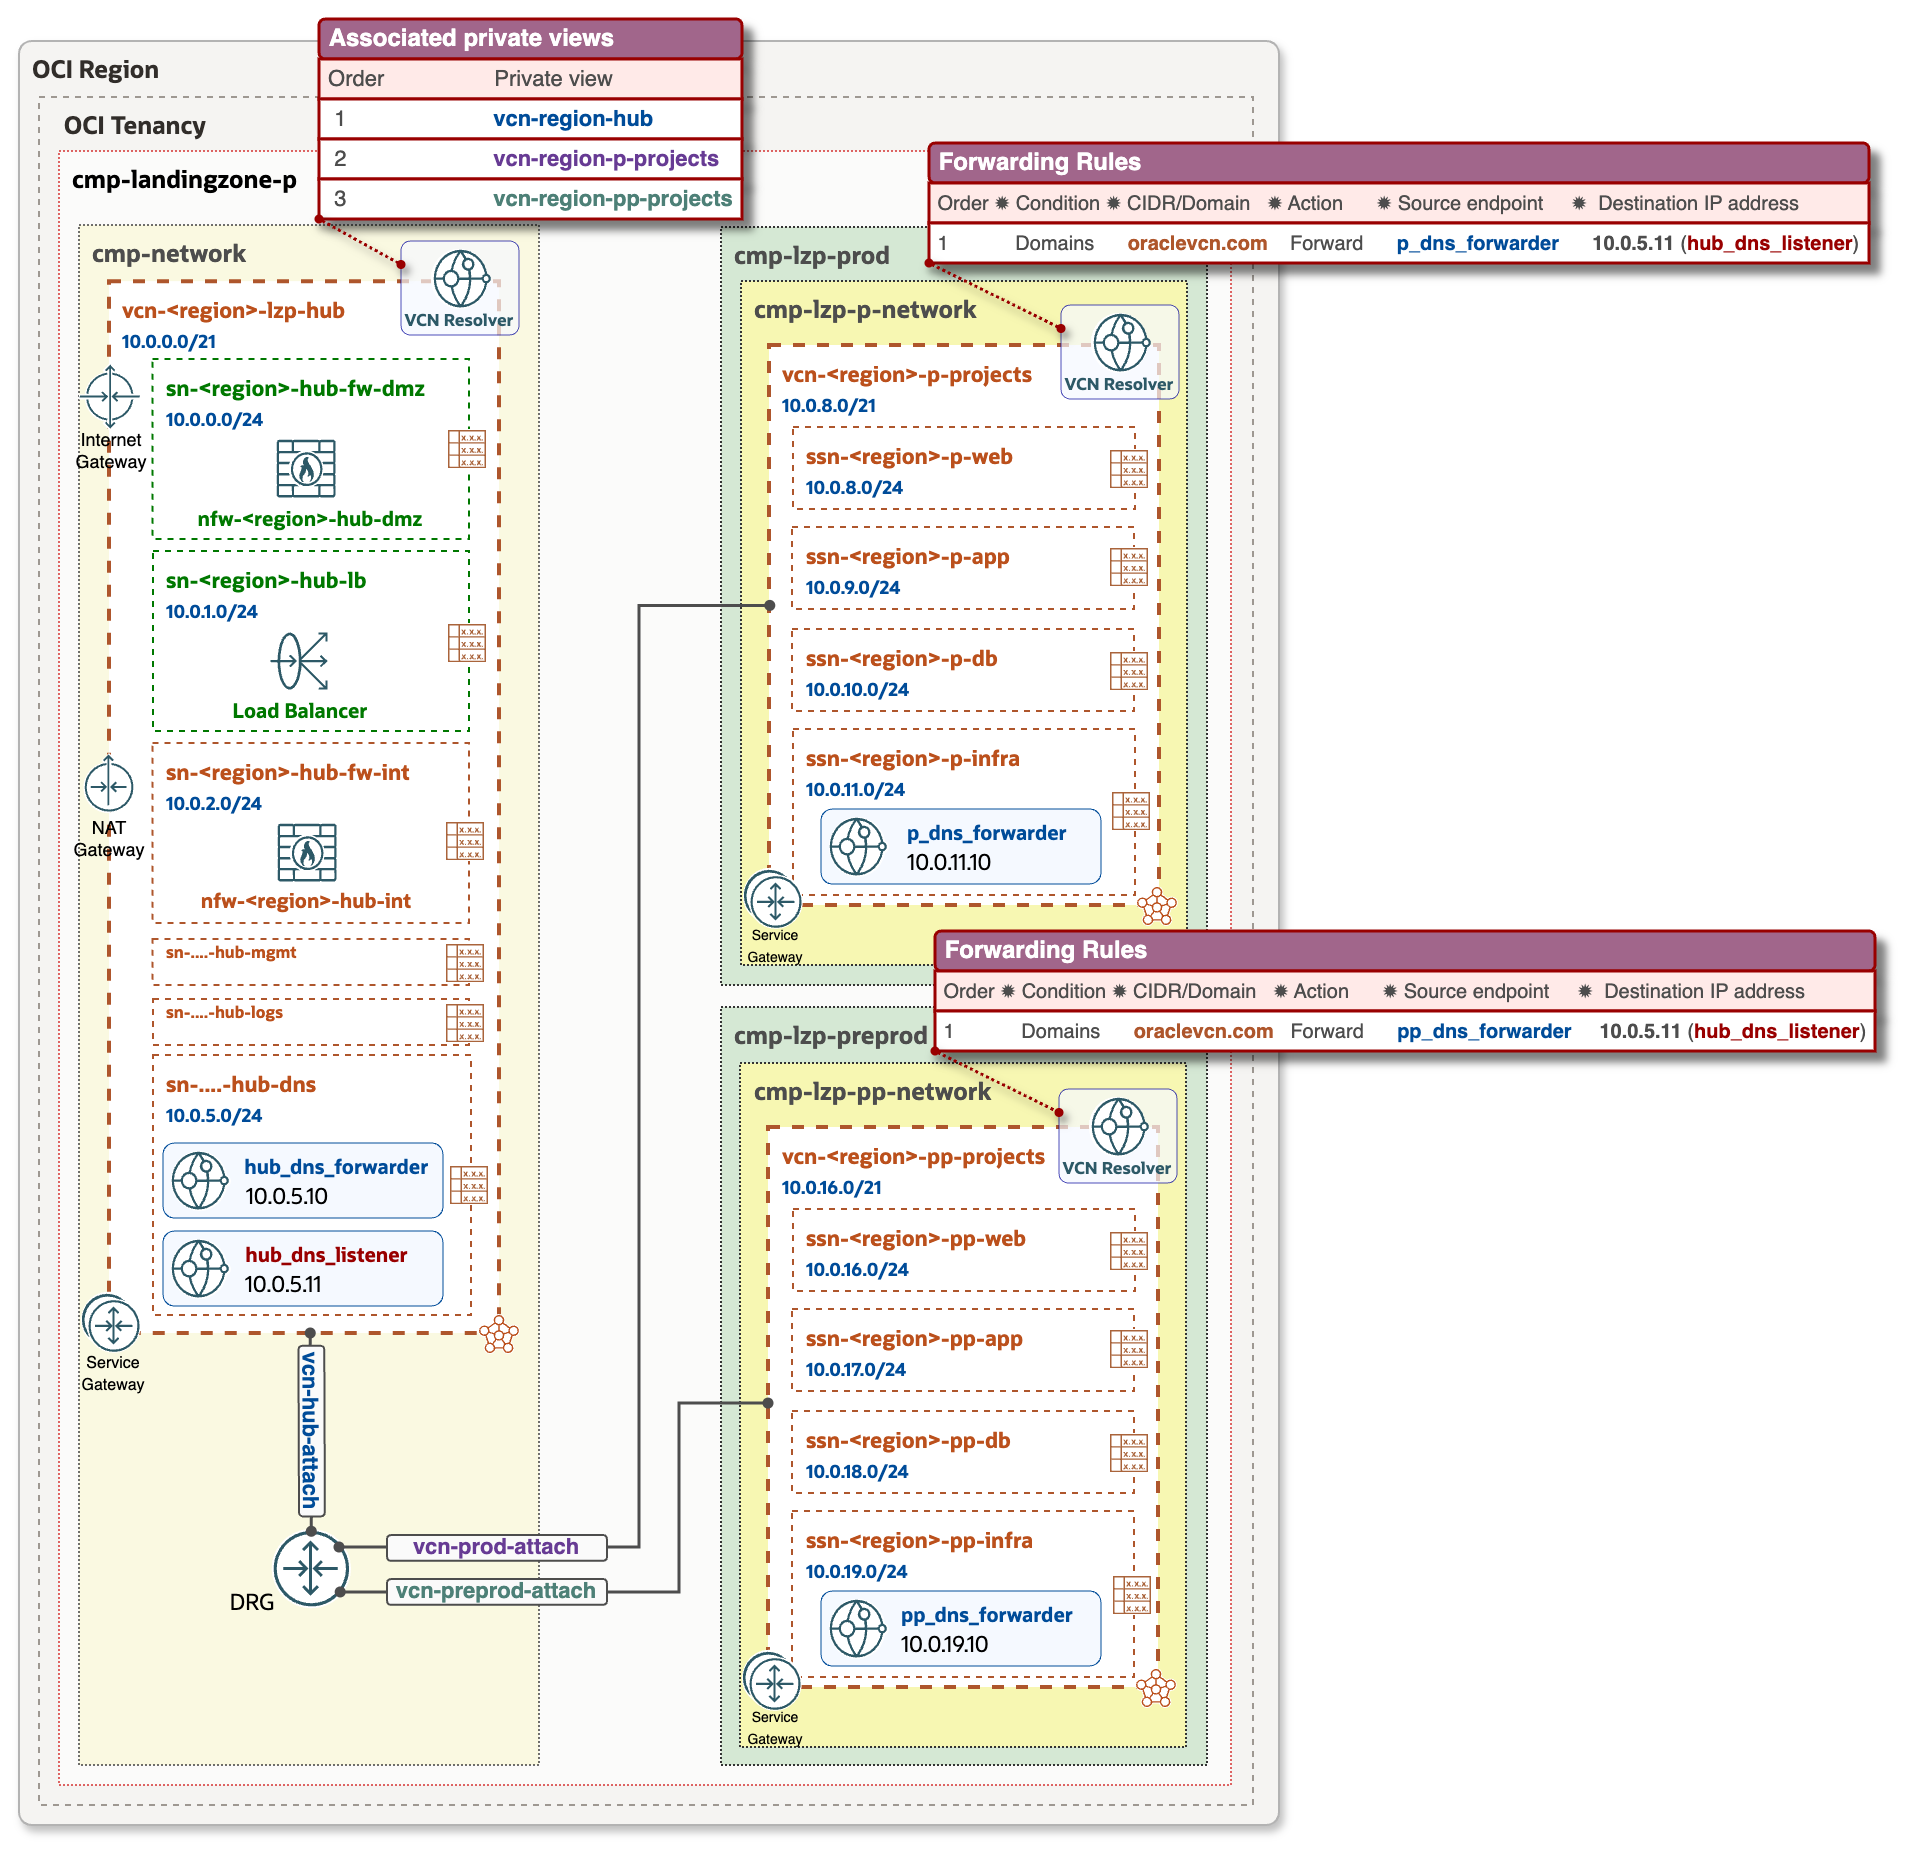 OCI Region
OCI Tenancy
cmp-landingzone-p
Associated private views
Order Private view
1 vcn-region-hub
2 vcn-region-p-projects
3 vcn-region-pp-projects
cmp-network
VCN Resolver
vcn-<region>-lzp-hub
10.0.0.0/21
Internet
Gateway
sn-<region>-hub-fw-dmz
10.0.0.0/24
nfw-<region>-hub-dmz
sn-<region>-hub-lb
10.0.1.0/24
Load Balancer
NAT
Gateway
sn-<region>-hub-fw-int
10.0.2.0/24
nfw-<region>-hub-int
sn-....-hub-mgmt
sn-....-hub-logs
sn-....-hub-dns
10.0.5.0/24
hub_dns_forwarder
10.0.5.10
hub_dns_listener
10.0.5.11
Service
Gateway
vcn-hub-attach
DRG
vcn-prod-attach
vcn-preprod-attach
Forwarding Rules
Order ✹ Condition ✹ CIDR/Domain ✹ Action ✹ Source endpoint ✹ Destination IP address
1 Domains oraclevcn.com Forward p_dns_forwarder 10.0.5.11 (hub_dns_listener)
cmp-lzp-prod
cmp-lzp-p-network
VCN Resolver
vcn-<region>-p-projects
10.0.8.0/21
ssn-<region>-p-web
10.0.8.0/24
ssn-<region>-p-app
10.0.9.0/24
ssn-<region>-p-db
10.0.10.0/24
ssn-<region>-p-infra
10.0.11.0/24
p_dns_forwarder
10.0.11.10
Service
Gateway
Forwarding Rules
Order ✹ Condition ✹ CIDR/Domain ✹ Action ✹ Source endpoint ✹ Destination IP address
1 Domains oraclevcn.com Forward pp_dns_forwarder 10.0.5.11 (hub_dns_listener)
cmp-lzp-preprod
cmp-lzp-pp-network
VCN Resolver
vcn-<region>-pp-projects
10.0.16.0/21
ssn-<region>-pp-web
10.0.16.0/24
ssn-<region>-pp-app
10.0.17.0/24
ssn-<region>-pp-db
10.0.18.0/24
ssn-<region>-pp-infra
10.0.19.0/24
pp_dns_forwarder
10.0.19.10
Service
Gateway